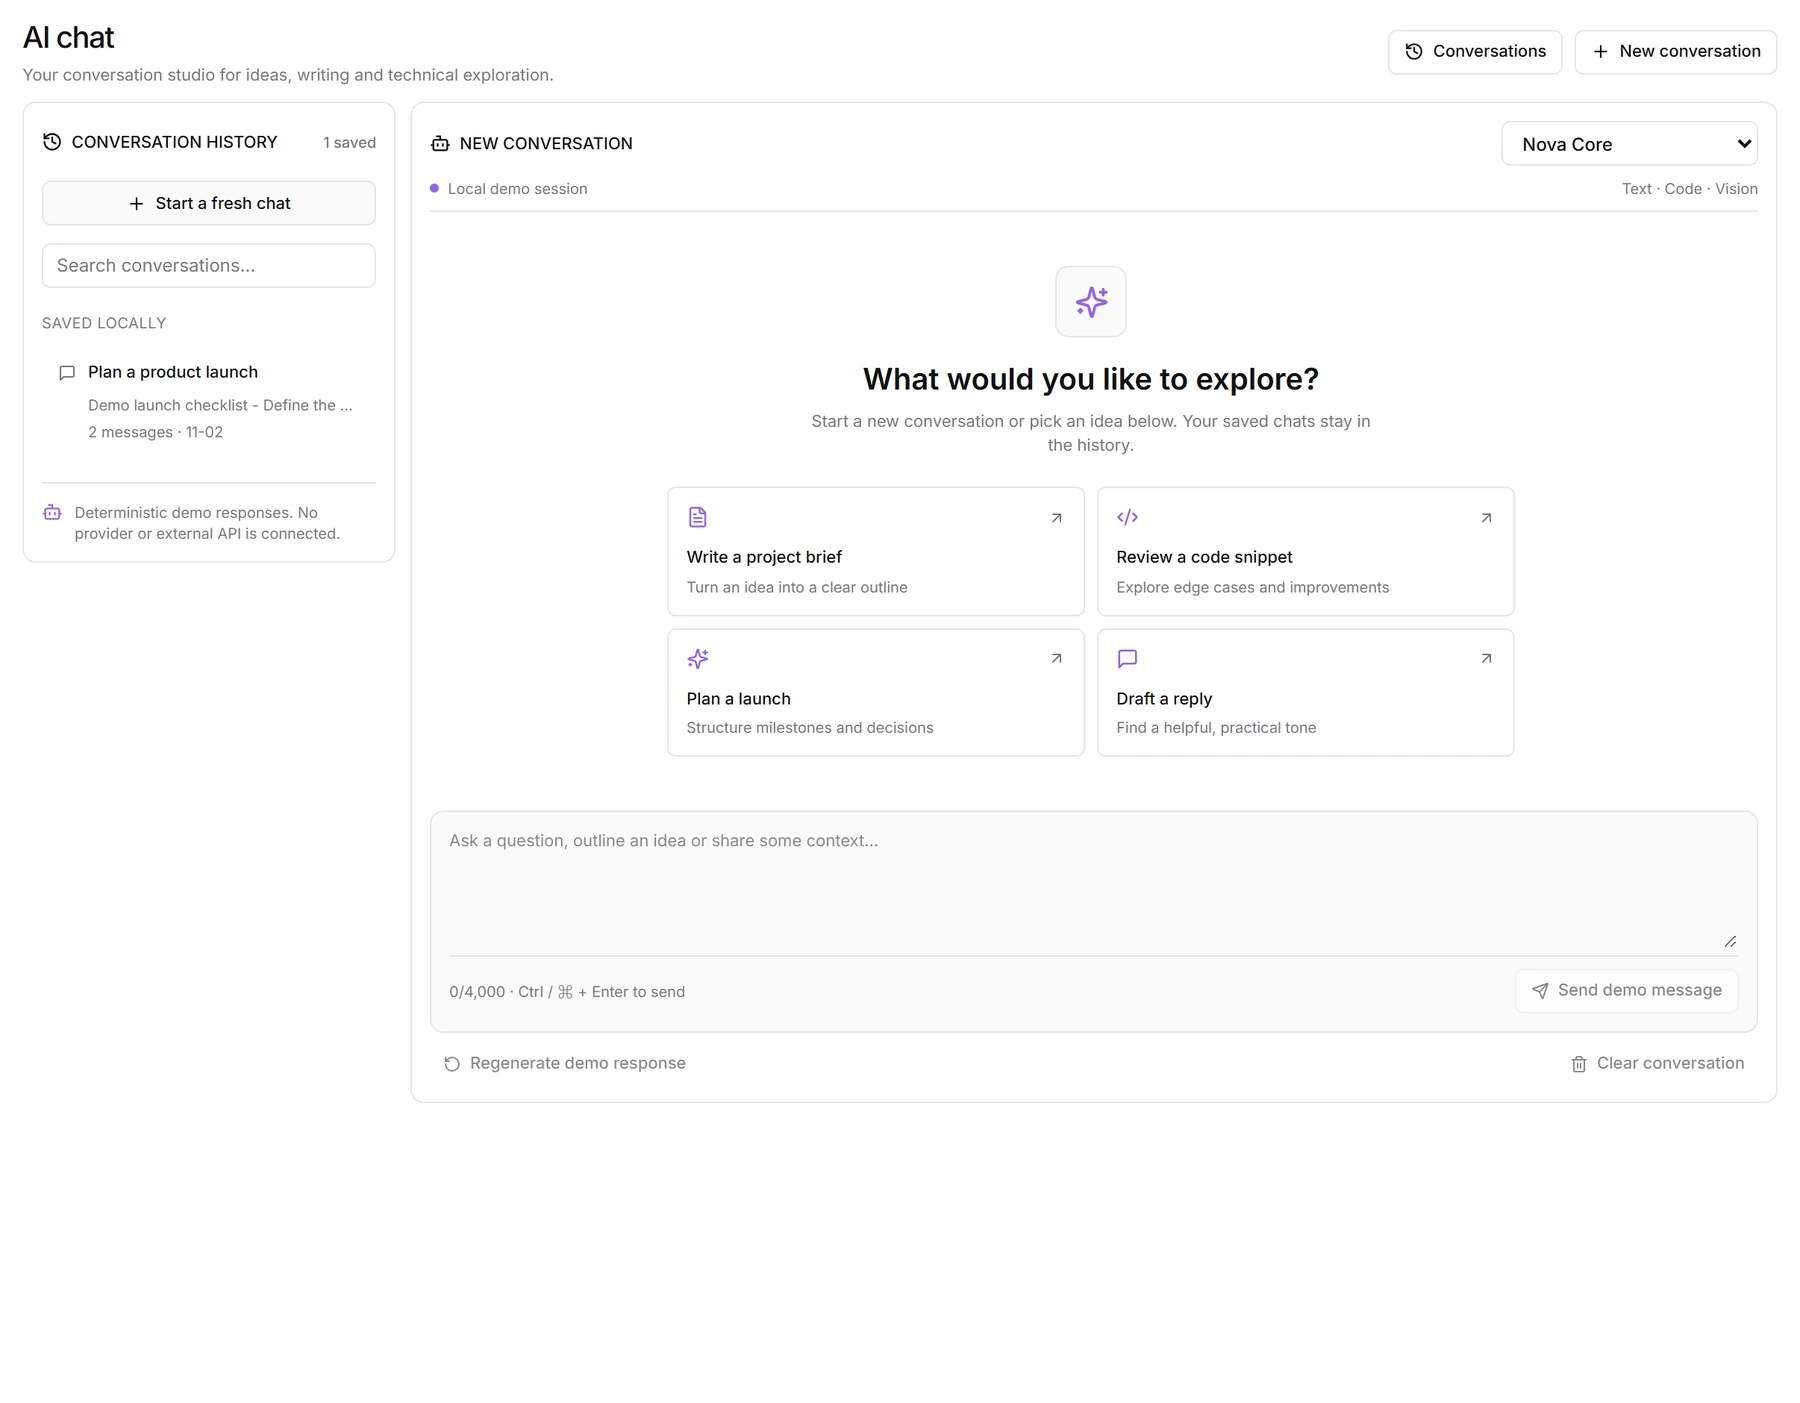 AI chat
Your conversation studio for ideas, writing and technical exploration.
Conversations
New conversation
CONVERSATION HISTORY
1 saved
Start a fresh chat
Search conversations...
SAVED LOCALLY
Plan a product launch
Demo launch checklist - Define the ...
2 messages · 11-02
Deterministic demo responses. No
provider or external API is connected.
NEW CONVERSATION
Nova Core
Local demo session
Text · Code · Vision
What would you like to explore?
Start a new conversation or pick an idea below. Your saved chats stay in
the history.
Write a project brief
Turn an idea into a clear outline
Review a code snippet
Explore edge cases and improvements
Plan a launch
Structure milestones and decisions
Draft a reply
Find a helpful, practical tone
Ask a question, outline an idea or share some context...
0/4,000 · Ctrl / ⌘ + Enter to send
Send demo message
Regenerate demo response
Clear conversation